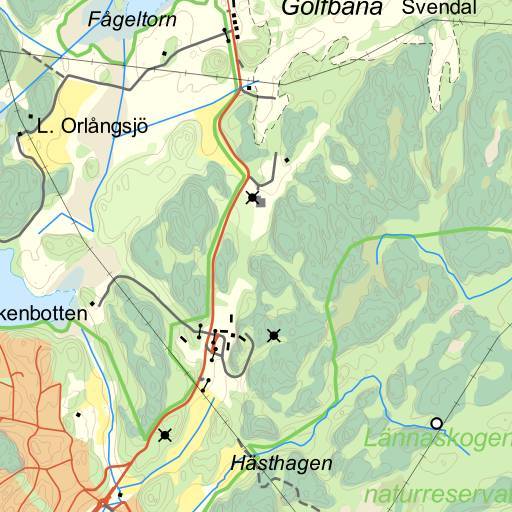 Golfbana
Svendal
Fågeltorn
L. Orlångsjö
kenbotten
Lännaskogen
Hästhagen
naturreservat